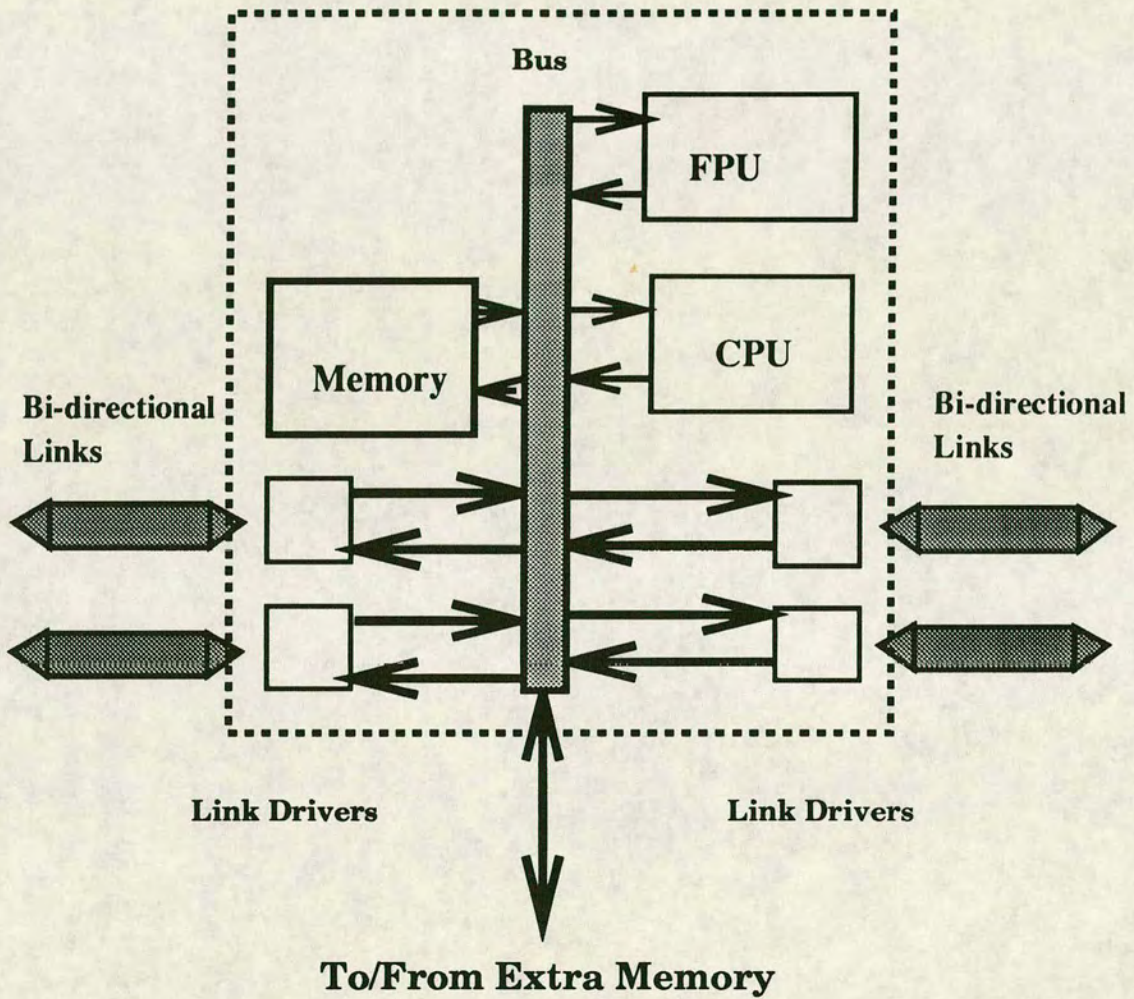 Bus
FPU
Memory
CPU
Bi-directional
Links
Bi-directional
Links
Link Drivers
Link Drivers
To/From Extra Memory